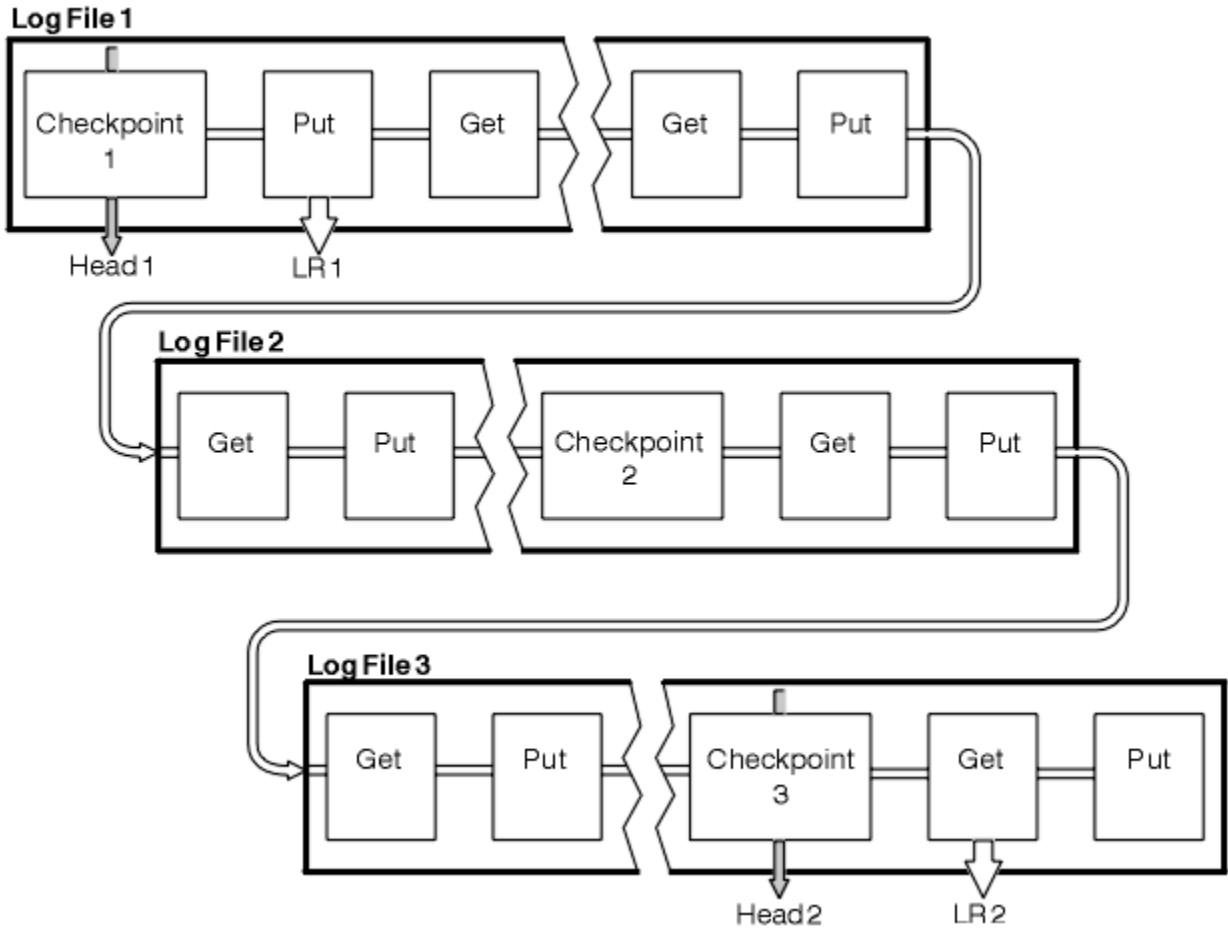 Log File 1
Checkpoint
1
Put
Get
Get
Put
Head 1
LR 1
Log File 2
Get
Put
Checkpoint
2
Get
Put
Log File 3
Get
Put
Checkpoint
3
Get
Put
Head 2
LR 2